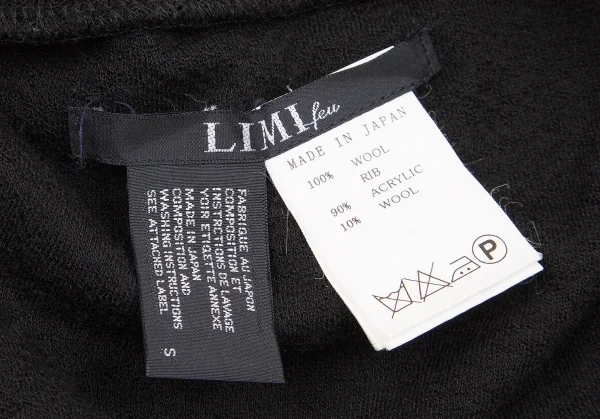 LIMI feu
MADE IN JAPAN
100% WOOL
RIB
90% ACRYLIC
10% WOOL
P
FABRIQUE AU JAPON
COMPOSITION ET
INSTRUCTIONS DE LAVAGE
VOIR ETIQUETTE ANNEXE
MADE IN JAPAN
COMPOSITION AND
WASHING INSTRUCTIONS
SEE ATTACHED LABEL
S